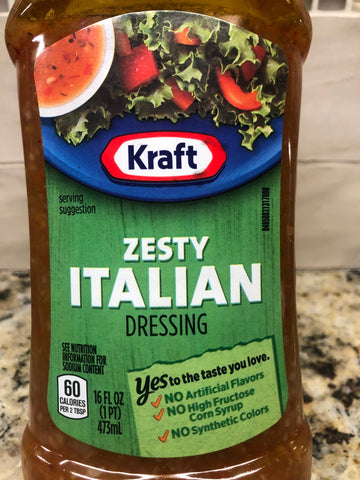 Kraft
serving
suggestion
ZESTY
ITALIAN
DRESSING
SEE NUTRITION
INFORMATION FOR
SODIUM CONTENT
60
CALORIES
PER 2 TBSP
16 FL OZ
(1 PT)
473mL
Yes to the taste you love.
NO Artificial Flavors
NO High Fructose
Corn Syrup
NO Synthetic Colors